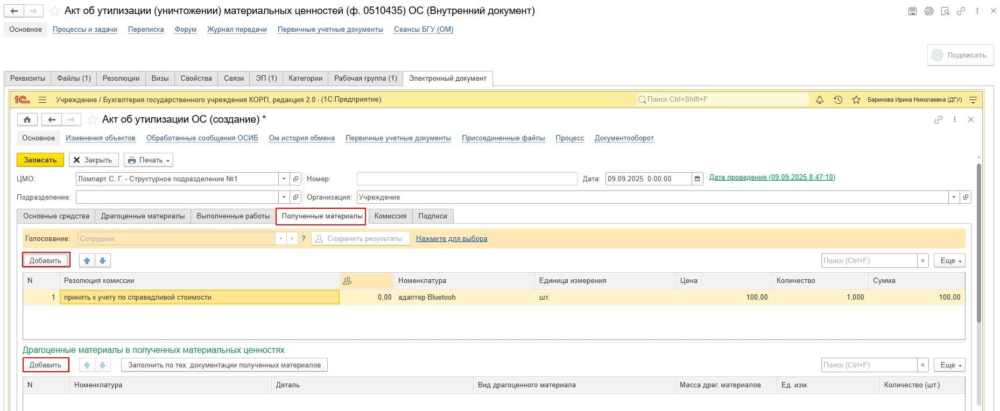 Акт об утилизации (уничтожении) материальных ценностей (ф. 0510435) ОС (Внутренний документ)
Основное Процессы и задачи Переписка Форум Журнал передачи Первичные учетные документы Сеансы БГУ (ОМ)
Подписать
Реквизиты Файлы (1) Резолюции Визы Свойства Связи ЭП (1) Категории Рабочая группа (1) Электронный документ
1С Учреждение / Бухгалтерия государственного учреждения КОРП, редакция 2.0 (1С:Предприятие) Поиск Ctrl+Shift+F Баринова Ирина Николаевна (ДГУ)
Акт об утилизации ОС (создание) *
Основное Изменения объектов Обработанные сообщения ОСИБ Ом история обмена Первичные учетные документы Присоединенные файлы Процесс Документооборот
Записать Закрыть Печать
ЦМО: Ломпарт С. Г. - Структурное подразделение №1 Номер: Дата: 09.09.2025 0:00:00 Дата проведения (09.09.2025 8:47:10)
Подразделение: Организация: Учреждение
Основные средства Драгоценные материалы Выполненные работы Полученные материалы Комиссия Подписи
Голосование: Сотрудник ? Сохранить результаты Нажмите для выбора
Добавить Поиск (Ctrl+F) × Еще
N Резолюция комиссии Номенклатура Единица измерения Цена Количество Сумма
1 принять к учету по справедливой стоимости 0,00 адаптер Bluetooh шт. 100,00 1,000 100,00
Драгоценные материалы в полученных материальных ценностях
Добавить Заполнить по тех. документации полученных материалов Поиск (Ctrl+F) × Еще
N Номенклатура Деталь Вид драгоценного материала Масса драг. материалов Ед. изм. Количество (шт.)